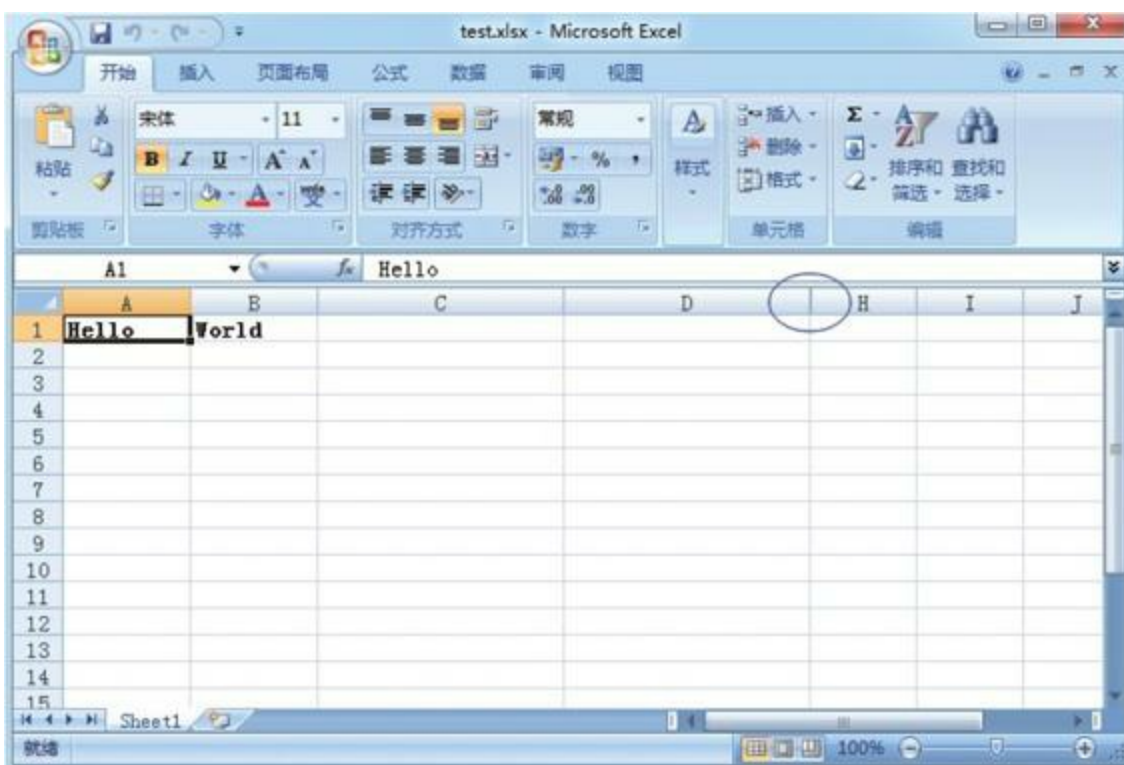 test.xlsx - Microsoft Excel
开始 插入 页面布局 公式 数据 审阅 视图
宋体 11 常规 插入
粘贴 B I U A A % , 样式 删除 排序和 查找和
A 格式 筛选 选择
剪贴板 字体 对齐方式 数字 单元格 编辑
A1 fx Hello
A B C D H I J
1 Hello World
2
3
4
5
6
7
8
9
10
11
12
13
14
15
Sheet1
就绪 100%